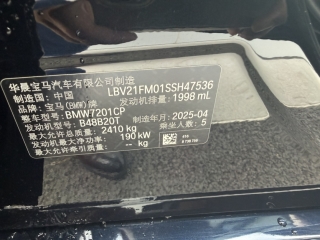 华晨宝马汽车有限公司制造
制造国：中国 LBV21FM01SSH47536
品牌：宝马(BMW)牌 发动机排量：1998 mL
整车型号：BMW7201CP
发动机型号：B48B20T
最大允许总质量：2410 kg 制造年月：2025-04
发动机最大净功率：190 kW 乘坐人数：5
最大设计牵引质量：-- kg